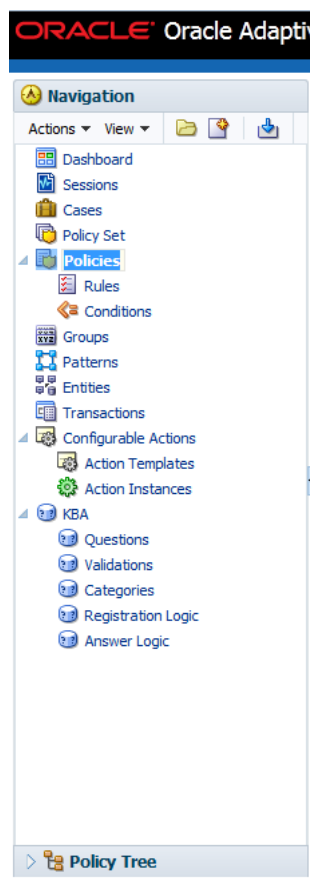 ORACLE Oracle Adaptiv
Navigation
Actions View
Dashboard
Sessions
Cases
Policy Set
Policies
Rules
Conditions
Groups
Patterns
Entities
Transactions
Configurable Actions
Action Templates
Action Instances
KBA
Questions
Validations
Categories
Registration Logic
Answer Logic
Policy Tree